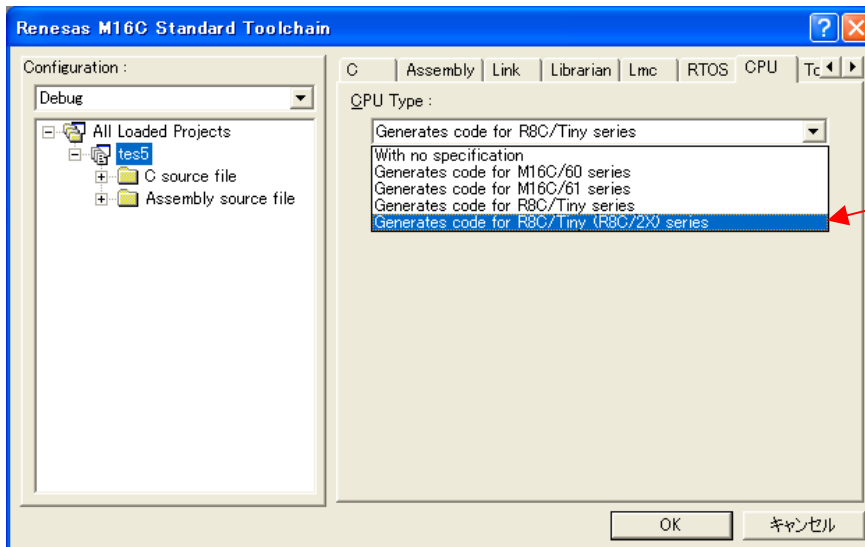 Renesas M16C Standard Toolchain
Configuration :
Debug
All Loaded Projects
tes5
C source file
Assembly source file
C Assembly Link Librarian Lmc RTOS CPU
CPU Type :
Generates code for R8C/Tiny series
With no specification
Generates code for M16C/60 series
Generates code for M16C/61 series
Generates code for R8C/Tiny series
Generates code for R8C/Tiny (R8C/2X) series
OK キャンセル